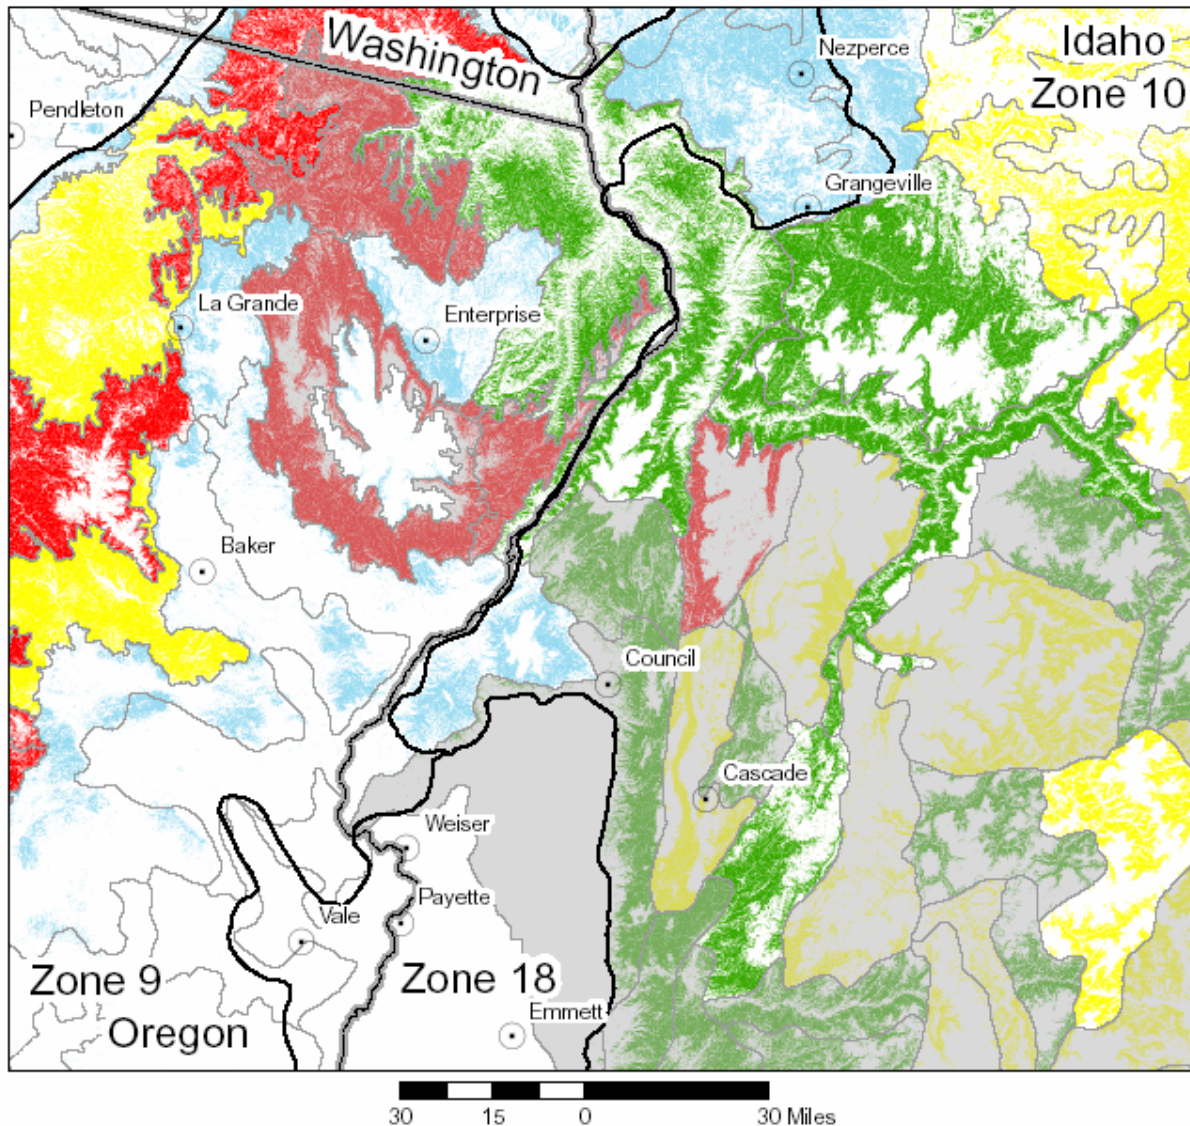 Washington
Nezperce
Idaho
Zone 10
Pendleton
Grangeville
La Grande
Enterprise
Baker
Council
Cascade
Weiser
Payette
Vale
Zone 9
Oregon
Zone 18
Emmett
30 15 0 30 Miles